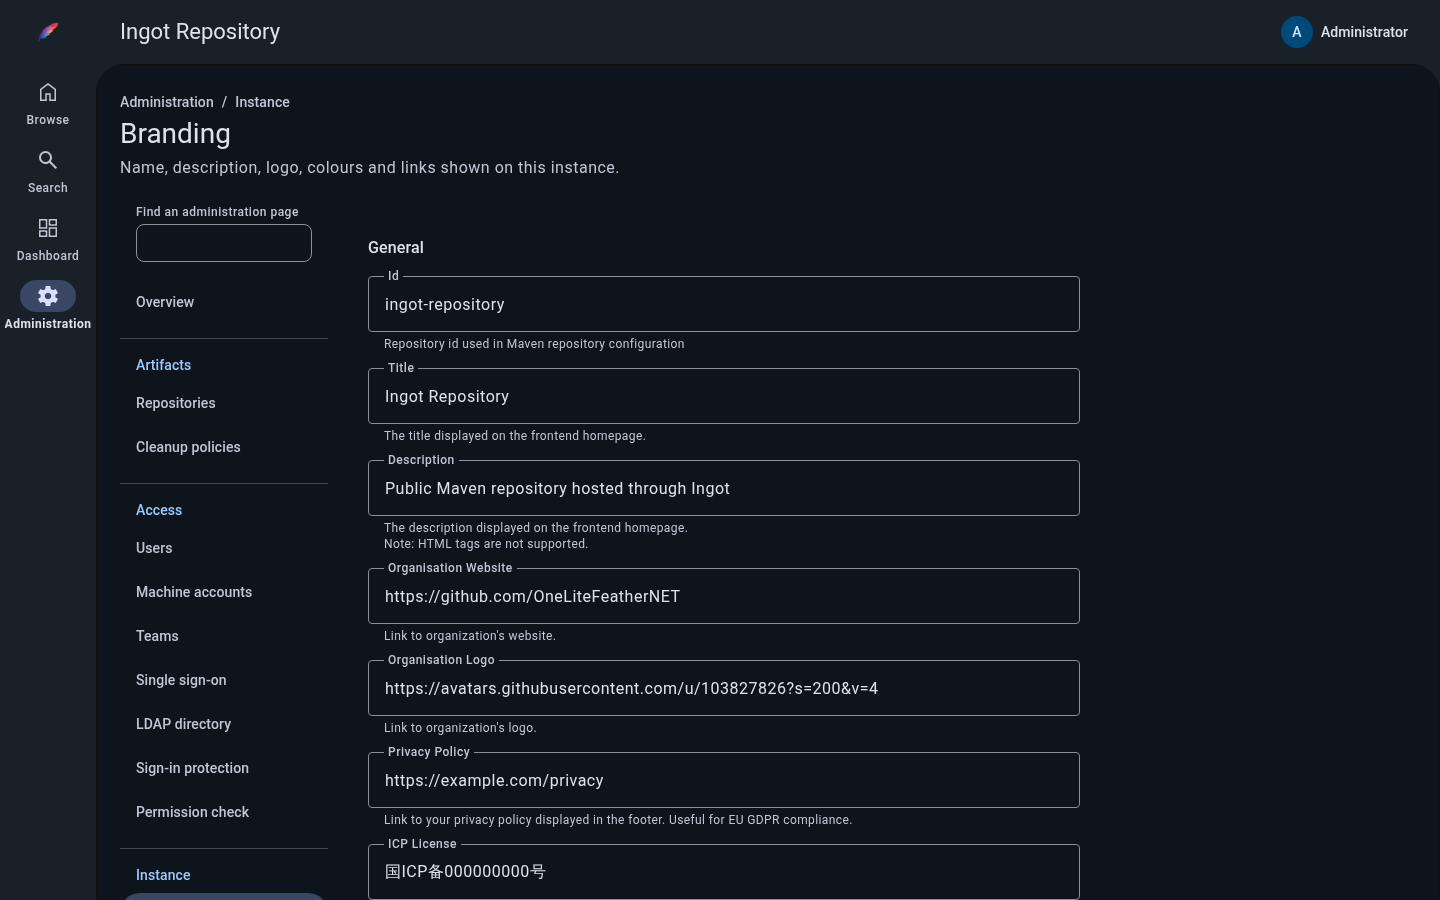 Ingot Repository
A
Administrator
Browse
Search
Dashboard
Administration
Administration / Instance
Branding
Name, description, logo, colours and links shown on this instance.
Find an administration page
Overview
Artifacts
Repositories
Cleanup policies
Access
Users
Machine accounts
Teams
Single sign-on
LDAP directory
Sign-in protection
Permission check
Instance
General
Id
ingot-repository
Repository id used in Maven repository configuration
Title
Ingot Repository
The title displayed on the frontend homepage.
Description
Public Maven repository hosted through Ingot
The description displayed on the frontend homepage.
Note: HTML tags are not supported.
Organisation Website
https://github.com/OneLiteFeatherNET
Link to organization's website.
Organisation Logo
https://avatars.githubusercontent.com/u/103827826?s=200&v=4
Link to organization's logo.
Privacy Policy
https://example.com/privacy
Link to your privacy policy displayed in the footer. Useful for EU GDPR compliance.
ICP License
国ICP备000000000号